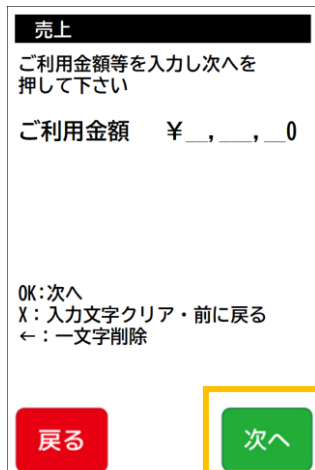 売上
ご利用金額等を入力し次へを
押して下さい
ご利用金額 ￥__,___,__0
OK:次へ
X：入力文字クリア・前に戻る
←：一文字削除
戻る 次へ